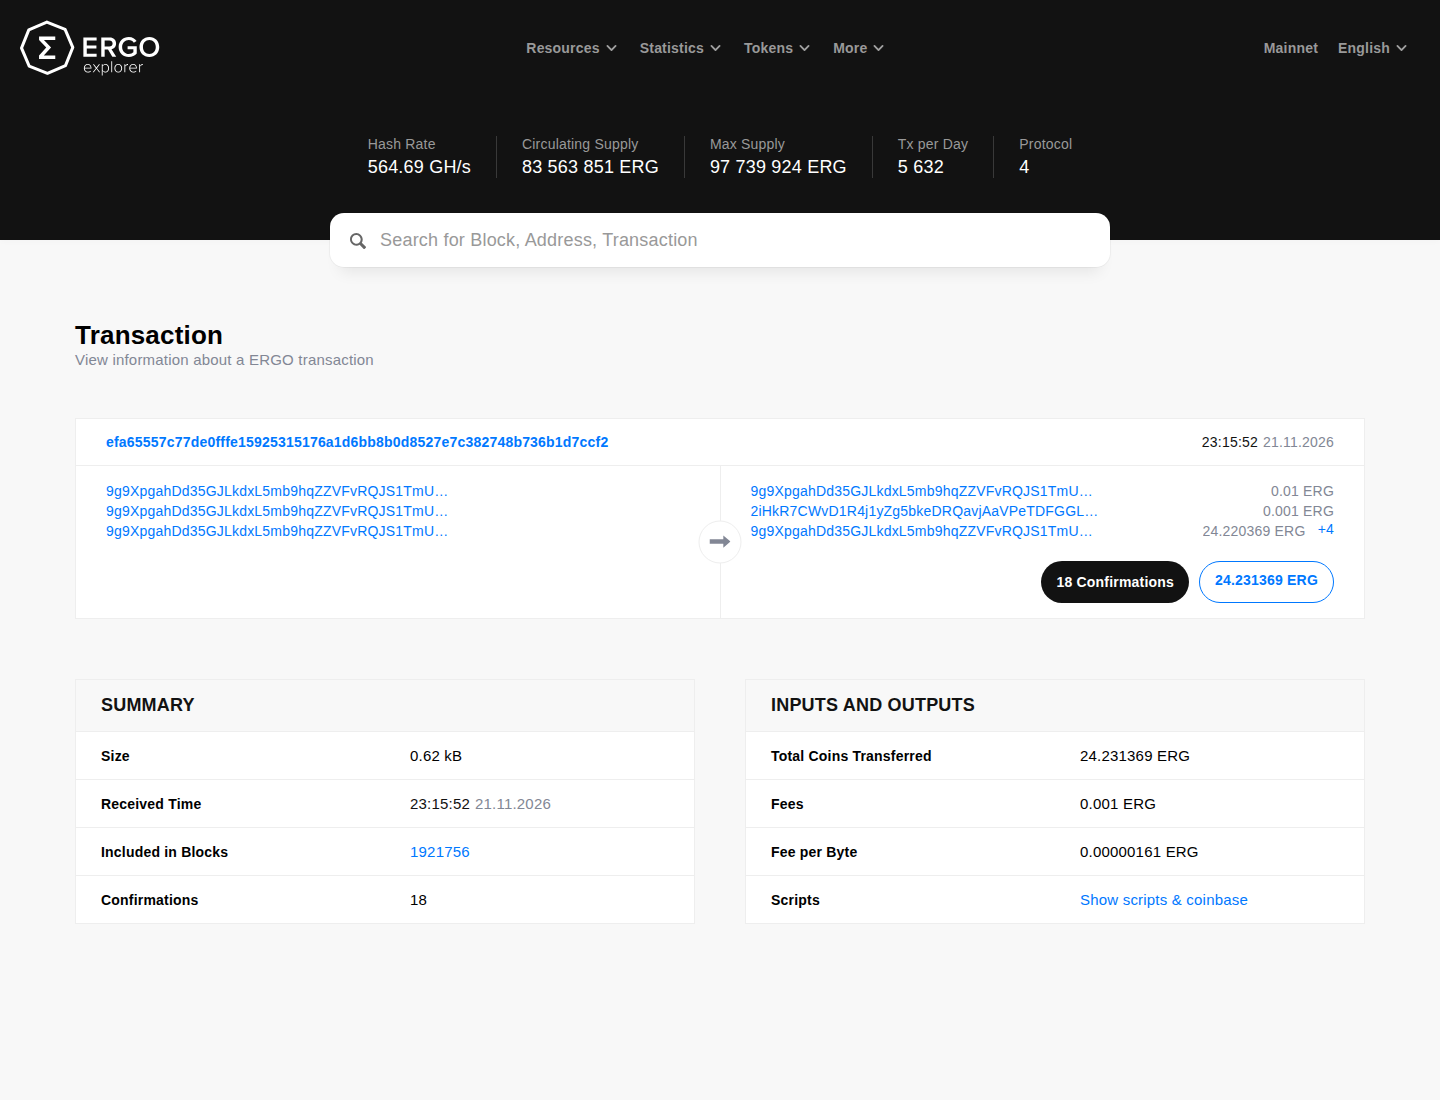 ERGO
explorer
Resources Statistics Tokens More Mainnet English
Hash Rate Circulating Supply Max Supply Tx per Day Protocol
564.69 GH/s 83 563 851 ERG 97 739 924 ERG 5 632 4
Search for Block, Address, Transaction
Transaction
View information about a ERGO transaction
efa65557c77de0fffe15925315176a1d6bb8b0d8527e7c382748b736b1d7ccf2 23:15:52 21.11.2026
9g9XpgahDd35GJLkdxL5mb9hqZZVFvRQJS1TmU… 9g9XpgahDd35GJLkdxL5mb9hqZZVFvRQJS1TmU… 0.01 ERG
9g9XpgahDd35GJLkdxL5mb9hqZZVFvRQJS1TmU… 2iHkR7CWvD1R4j1yZg5bkeDRQavjAaVPeTDFGGL… 0.001 ERG
9g9XpgahDd35GJLkdxL5mb9hqZZVFvRQJS1TmU… 9g9XpgahDd35GJLkdxL5mb9hqZZVFvRQJS1TmU… 24.220369 ERG +4
18 Confirmations 24.231369 ERG
SUMMARY
Size 0.62 kB
Received Time 23:15:52 21.11.2026
Included in Blocks 1921756
Confirmations 18
INPUTS AND OUTPUTS
Total Coins Transferred 24.231369 ERG
Fees 0.001 ERG
Fee per Byte 0.00000161 ERG
Scripts Show scripts & coinbase